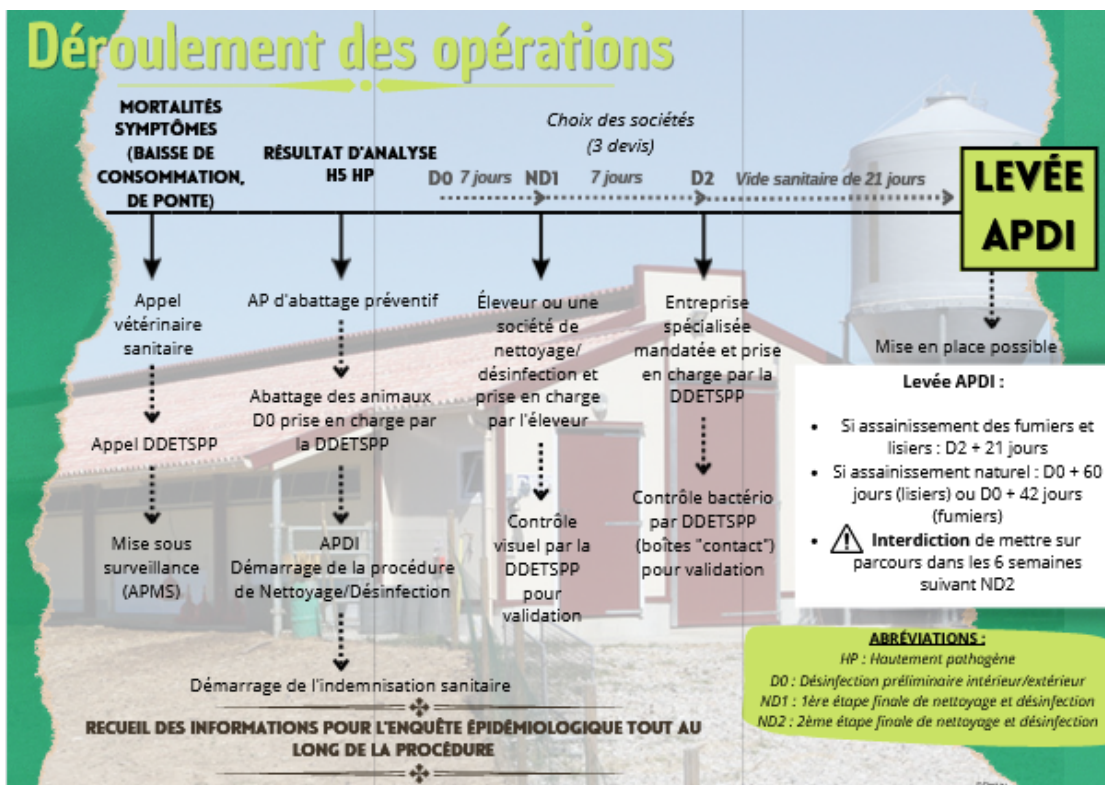 Déroulement des opérations
MORTALITÉS
SYMPTÔMES
(BAISSE DE
CONSOMMATION,
DE PONTE)
RÉSULTAT D'ANALYSE
H5 HP
Choix des sociétés
(3 devis)
D0 7 jours ND1 7 jours D2 Vide sanitaire de 21 jours
LEVÉE
APDI
Appel
vétérinaire
sanitaire
Appel DDETSPP
Mise sous
surveillance
(APMS)
AP d'abattage préventif
Abattage des animaux
D0 prise en charge par
la DDETSPP
APDI
Démarrage de la procédure
de Nettoyage/Désinfection
Démarrage de l'indemnisation sanitaire
Éleveur ou une
société de
nettoyage/
désinfection et
prise en charge
par l'éleveur
Contrôle
visuel par la
DDETSPP
pour
validation
Entreprise
spécialisée
mandatée et prise
en charge par la
DDETSPP
Contrôle bactério
par DDETSPP
(boîtes "contact")
pour validation
Mise en place possible
Levée APDI :
• Si assainissement des fumiers et
lisiers : D2 + 21 jours
• Si assainissement naturel : D0 + 60
jours (lisiers) ou D0 + 42 jours
(fumiers)
• Interdiction de mettre sur
parcours dans les 6 semaines
suivant ND2
ABRÉVIATIONS :
HP : Hautement pathogène
D0 : Désinfection préliminaire intérieur/extérieur
ND1 : 1ère étape finale de nettoyage et désinfection
ND2 : 2ème étape finale de nettoyage et désinfection
RECUEIL DES INFORMATIONS POUR L'ENQUÊTE ÉPIDÉMIOLOGIQUE TOUT AU
LONG DE LA PROCÉDURE